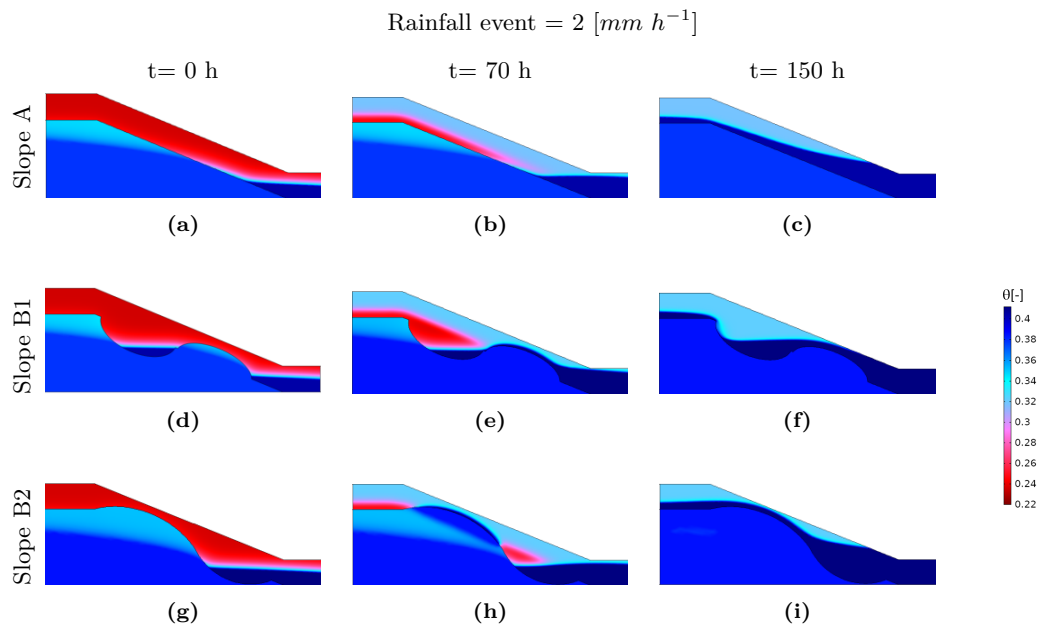 Rainfall event = 2 [mm h⁻¹]
t= 0 h
t= 70 h
t= 150 h
Slope A
(a)
(b)
(c)
Slope B1
(d)
(e)
(f)
θ[-]
0.4
0.38
0.36
0.34
0.32
0.3
0.28
0.26
0.24
0.22
Slope B2
(g)
(h)
(i)